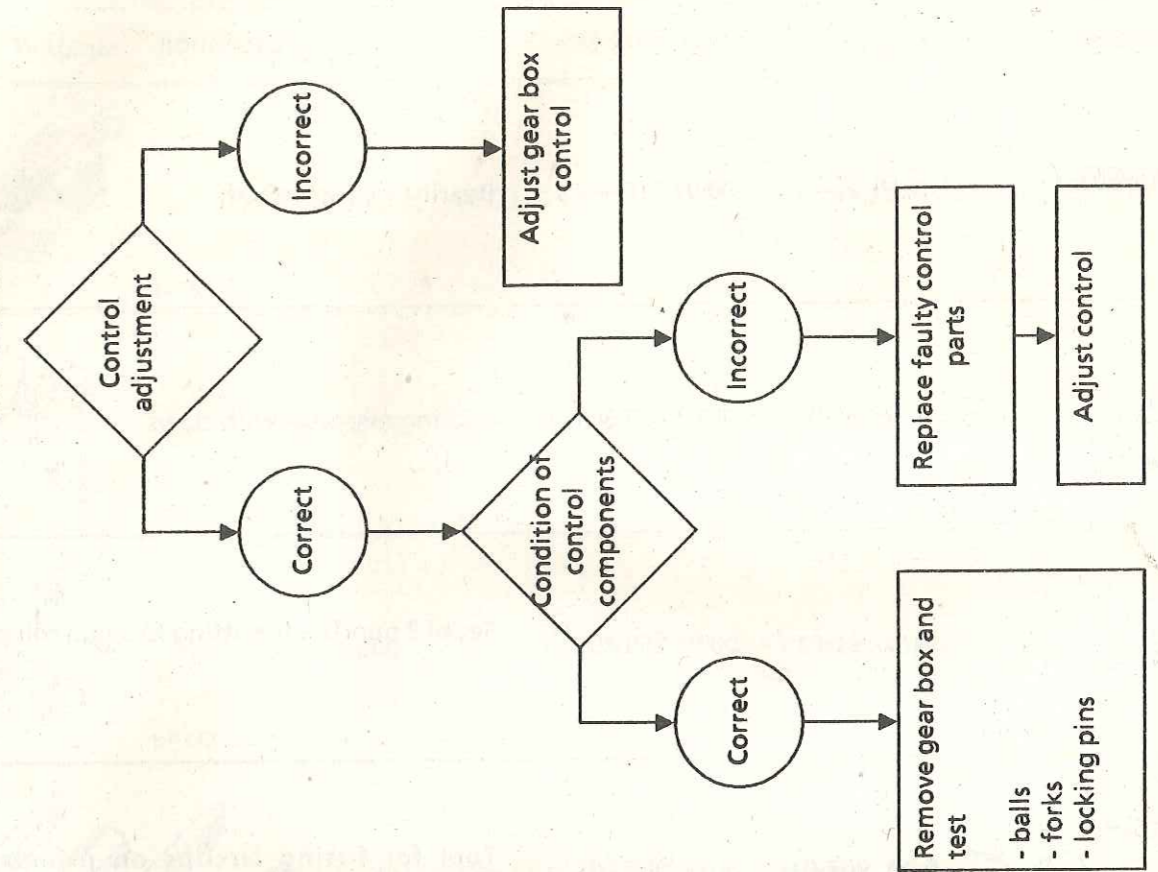 Control
adjustment
Correct
Incorrect
Adjust gear box
control
Condition of
control
components
Correct
Incorrect
Remove gear box and
test
- balls
- forks
- locking pins
Replace faulty control
parts
Adjust control